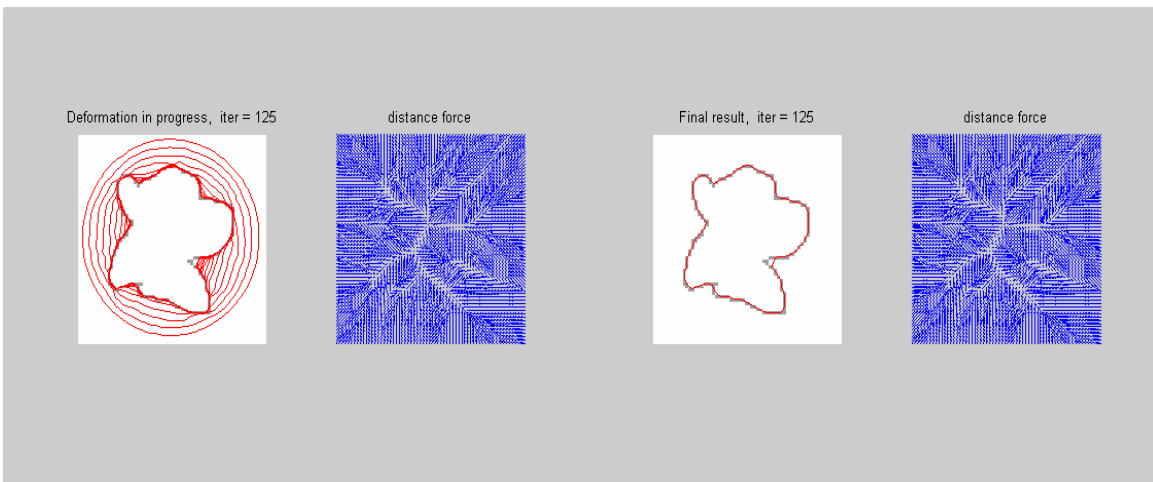 Deformation in progress,  iter = 125
distance force
Final result,  iter = 125
distance force